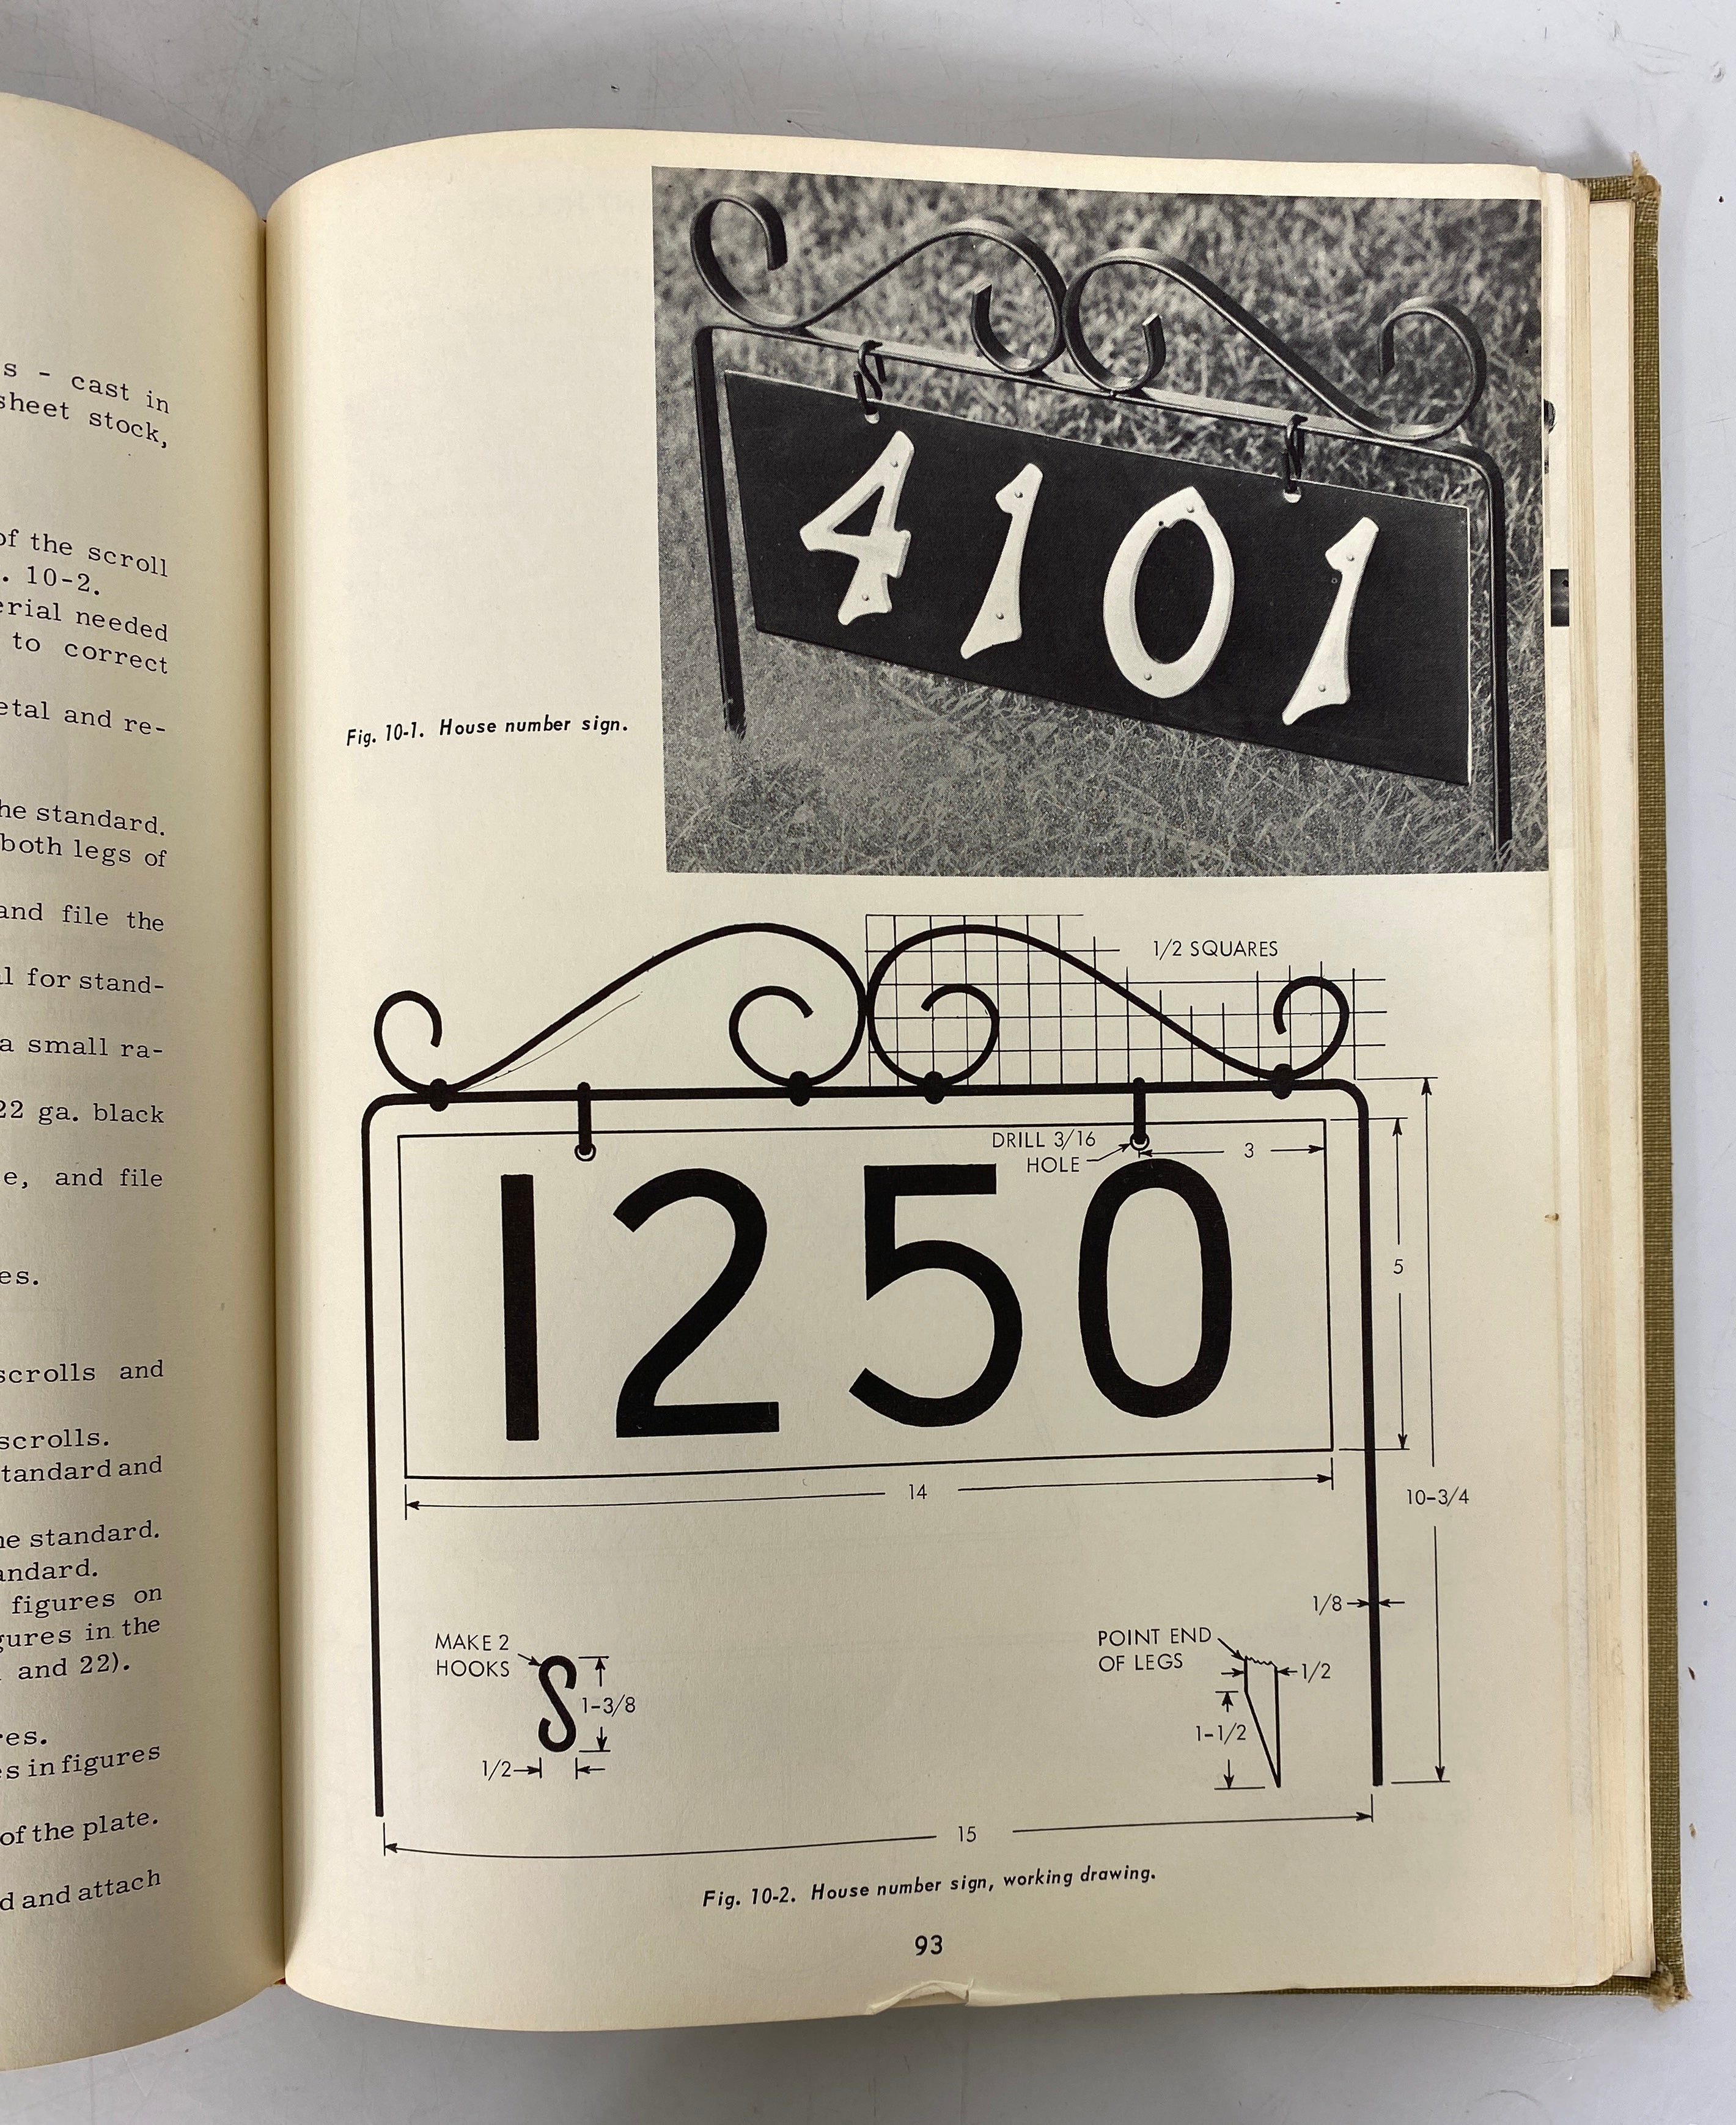 s - cast in
sheet stock,
of the scroll
. 10-2.
erial needed
to correct
etal and re-
he standard.
both legs of
and file the
al for stand-
a small ra-
22 ga. black
e, and file
es.
scrolls and
scrolls.
tandard and
he standard.
andard.
figures on
gures in the
and 22).
res.
es in figures
of the plate.
d and attach
4101
Fig. 10-1. House number sign.
1/2 SQUARES
DRILL 3/16
HOLE
3
1250
5
14
10-3/4
1/8
MAKE 2
HOOKS
1-3/8
1/2
POINT END
OF LEGS
1/2
1-1/2
15
Fig. 10-2. House number sign, working drawing.
93